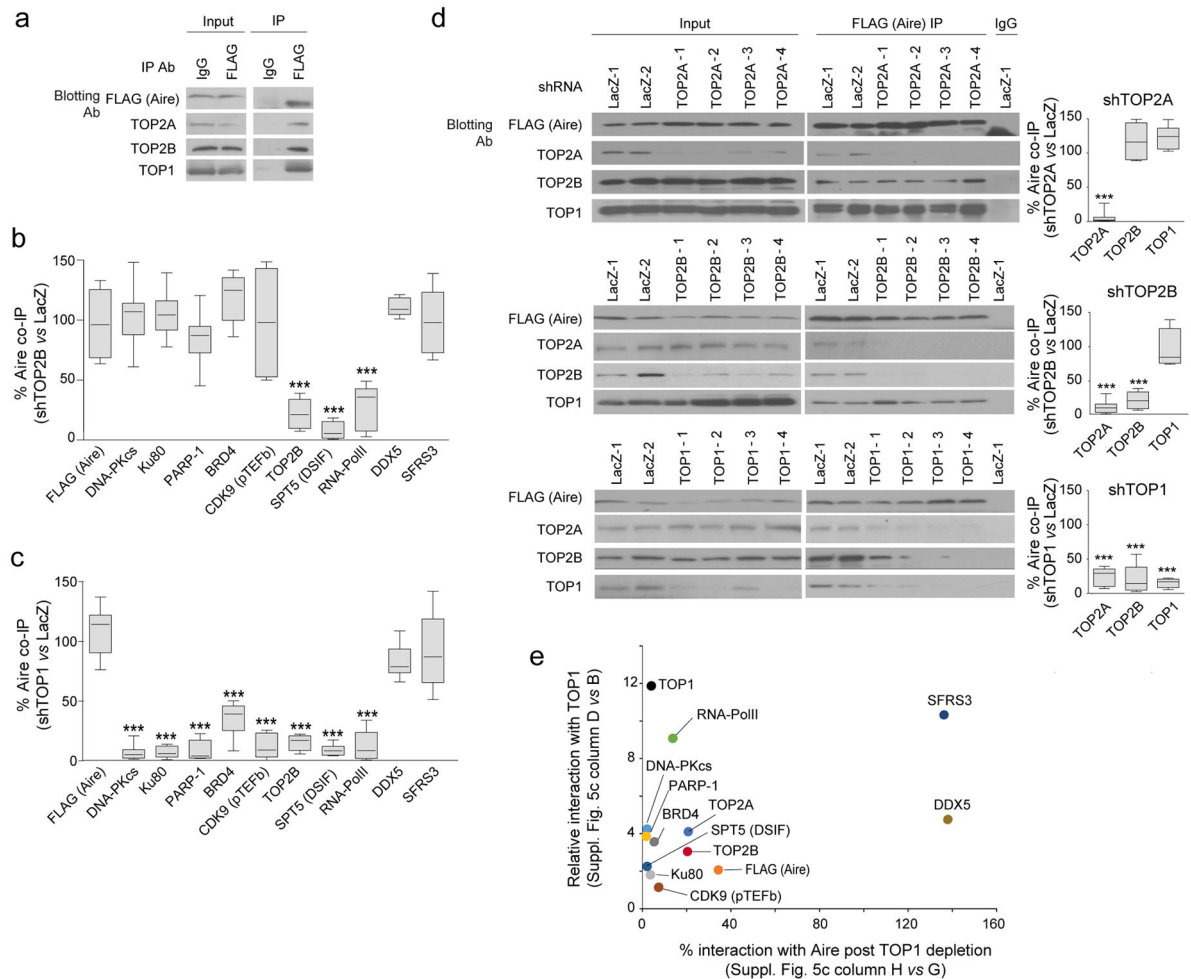 a
Input IP
IP Ab IgG FLAG IgG FLAG
Blotting Ab
FLAG (Aire)
TOP2A
TOP2B
TOP1
b
% Aire co-IP
(shTOP2B vs LacZ)
150
100
50
0
*** *** ***
FLAG (Aire) DNA-PKcs Ku80 PARP-1 BRD4 CDK9 (pTEFb) TOP2B SPT5 (DSIF) RNA-PolII DDX5 SFRS3
c
% Aire co-IP
(shTOP1 vs LacZ)
150
100
50
0
*** *** *** *** *** *** *** ***
FLAG (Aire) DNA-PKcs Ku80 PARP-1 BRD4 CDK9 (pTEFb) TOP2B SPT5 (DSIF) RNA-PolII DDX5 SFRS3
d
Input FLAG (Aire) IP IgG
shRNA LacZ-1 LacZ-2 TOP2A - 1 TOP2A - 2 TOP2A - 3 TOP2A - 4 LacZ-1 LacZ-2 TOP2A - 1 TOP2A - 2 TOP2A - 3 TOP2A - 4 LacZ-1
Blotting Ab
FLAG (Aire)
TOP2A
TOP2B
TOP1
shTOP2A
% Aire co-IP
(shTOP2A vs LacZ)
150
100
50
0
***
TOP2A TOP2B TOP1
LacZ-1 LacZ-2 TOP2B - 1 TOP2B - 2 TOP2B - 3 TOP2B - 4 LacZ-1 LacZ-2 TOP2B - 1 TOP2B - 2 TOP2B - 3 TOP2B - 4 LacZ-1
FLAG (Aire)
TOP2A
TOP2B
TOP1
shTOP2B
% Aire co-IP
(shTOP2B vs LacZ)
150
100
50
0
*** ***
TOP2A TOP2B TOP1
LacZ-1 LacZ-2 TOP1 - 1 TOP1 - 2 TOP1 - 3 TOP1 - 4 LacZ-1 LacZ-2 TOP1 - 1 TOP1 - 2 TOP1 - 3 TOP1 - 4 LacZ-1
FLAG (Aire)
TOP2A
TOP2B
TOP1
shTOP1
% Aire co-IP
(shTOP1 vs LacZ)
150
100
50
0
*** *** ***
TOP2A TOP2B TOP1
e
Relative interaction with TOP1
(Suppl. Fig. 5c column D vs B)
12
8
4
0
TOP1
SFRS3
RNA-PolII
DNA-PKcs
PARP-1
BRD4
TOP2A
DDX5
SPT5 (DSIF)
TOP2B
Ku80
FLAG (Aire)
CDK9 (pTEFb)
0 40 80 120 160
% interaction with Aire post TOP1 depletion
(Suppl. Fig. 5c column H vs G)